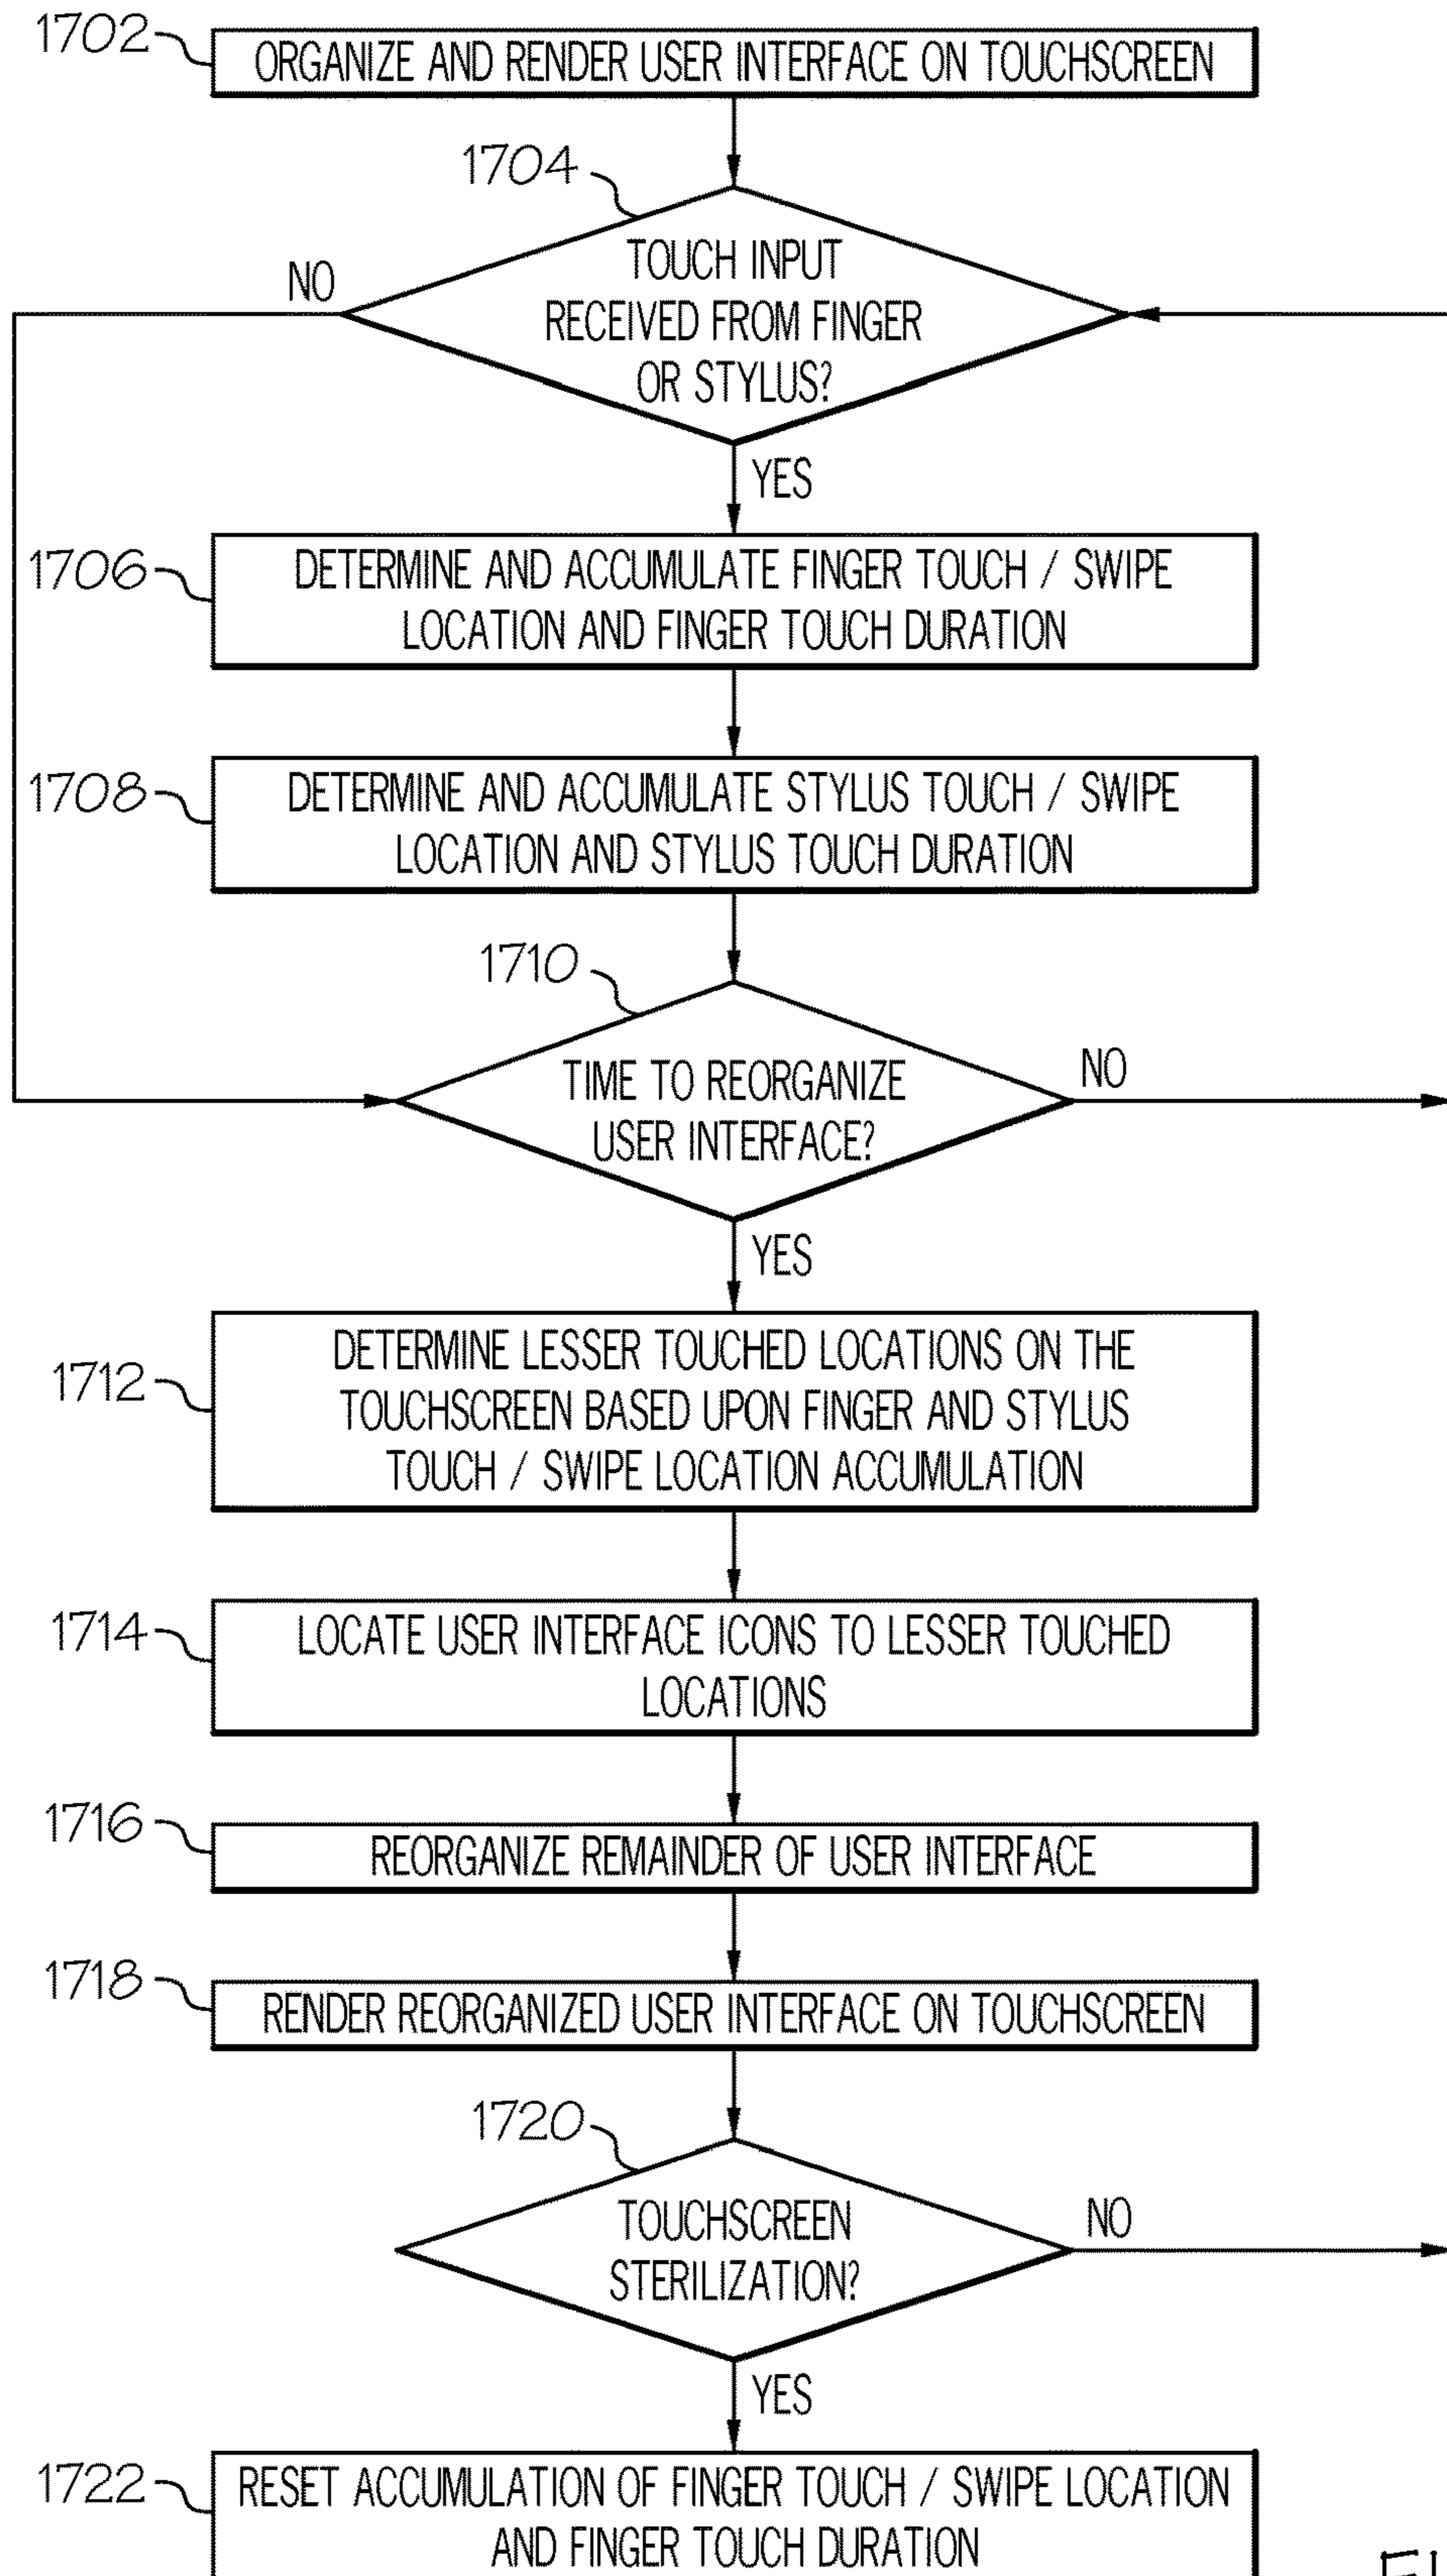 1702
ORGANIZE AND RENDER USER INTERFACE ON TOUCHSCREEN
1704
TOUCH INPUT
RECEIVED FROM FINGER
OR STYLUS?
NO
YES
1706
DETERMINE AND ACCUMULATE FINGER TOUCH / SWIPE
LOCATION AND FINGER TOUCH DURATION
1708
DETERMINE AND ACCUMULATE STYLUS TOUCH / SWIPE
LOCATION AND STYLUS TOUCH DURATION
1710
TIME TO REORGANIZE
USER INTERFACE?
NO
YES
1712
DETERMINE LESSER TOUCHED LOCATIONS ON THE
TOUCHSCREEN BASED UPON FINGER AND STYLUS
TOUCH / SWIPE LOCATION ACCUMULATION
1714
LOCATE USER INTERFACE ICONS TO LESSER TOUCHED
LOCATIONS
1716
REORGANIZE REMAINDER OF USER INTERFACE
1718
RENDER REORGANIZED USER INTERFACE ON TOUCHSCREEN
1720
TOUCHSCREEN
STERILIZATION?
NO
YES
1722
RESET ACCUMULATION OF FINGER TOUCH / SWIPE LOCATION
AND FINGER TOUCH DURATION